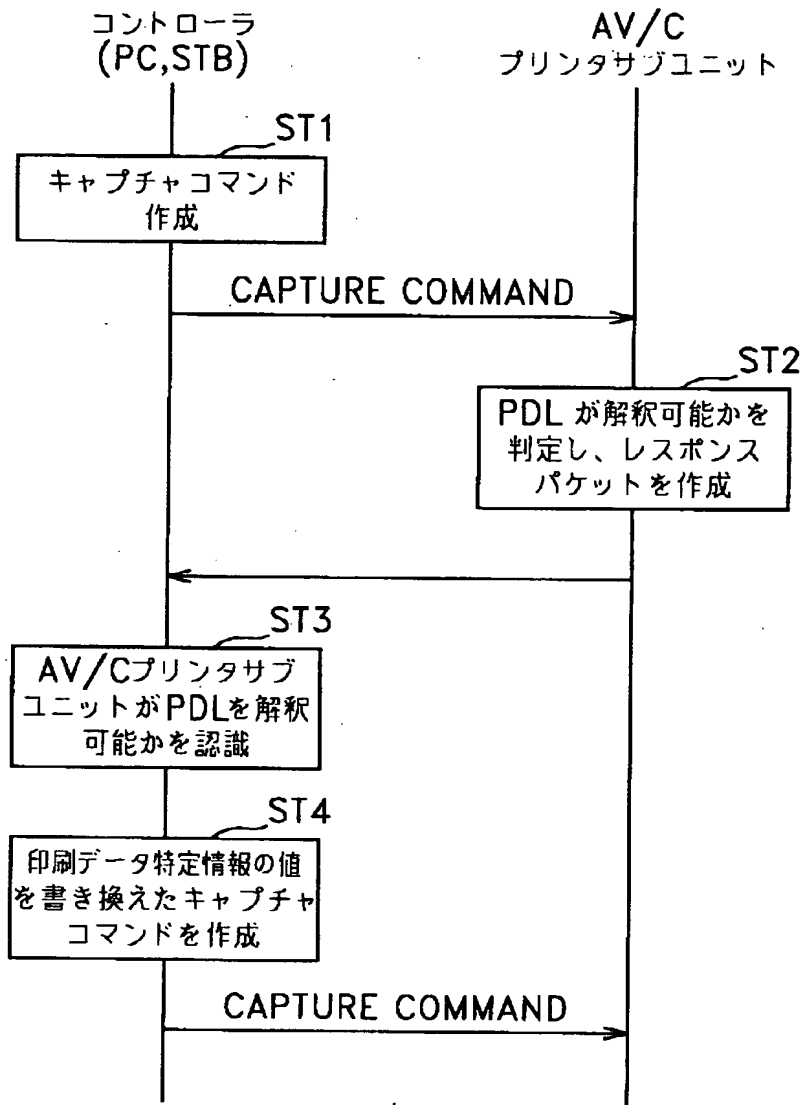 コントローラ
(PC,STB)
AV/C
プリンタサブユニット
ST1
キャプチャコマンド
作成
CAPTURE COMMAND
ST2
PDLが解釈可能かを
判定し、レスポンス
パケットを作成
ST3
AV/Cプリンタサブ
ユニットがPDLを解釈
可能かを認識
ST4
印刷データ特定情報の値
を書き換えたキャプチャ
コマンドを作成
CAPTURE COMMAND